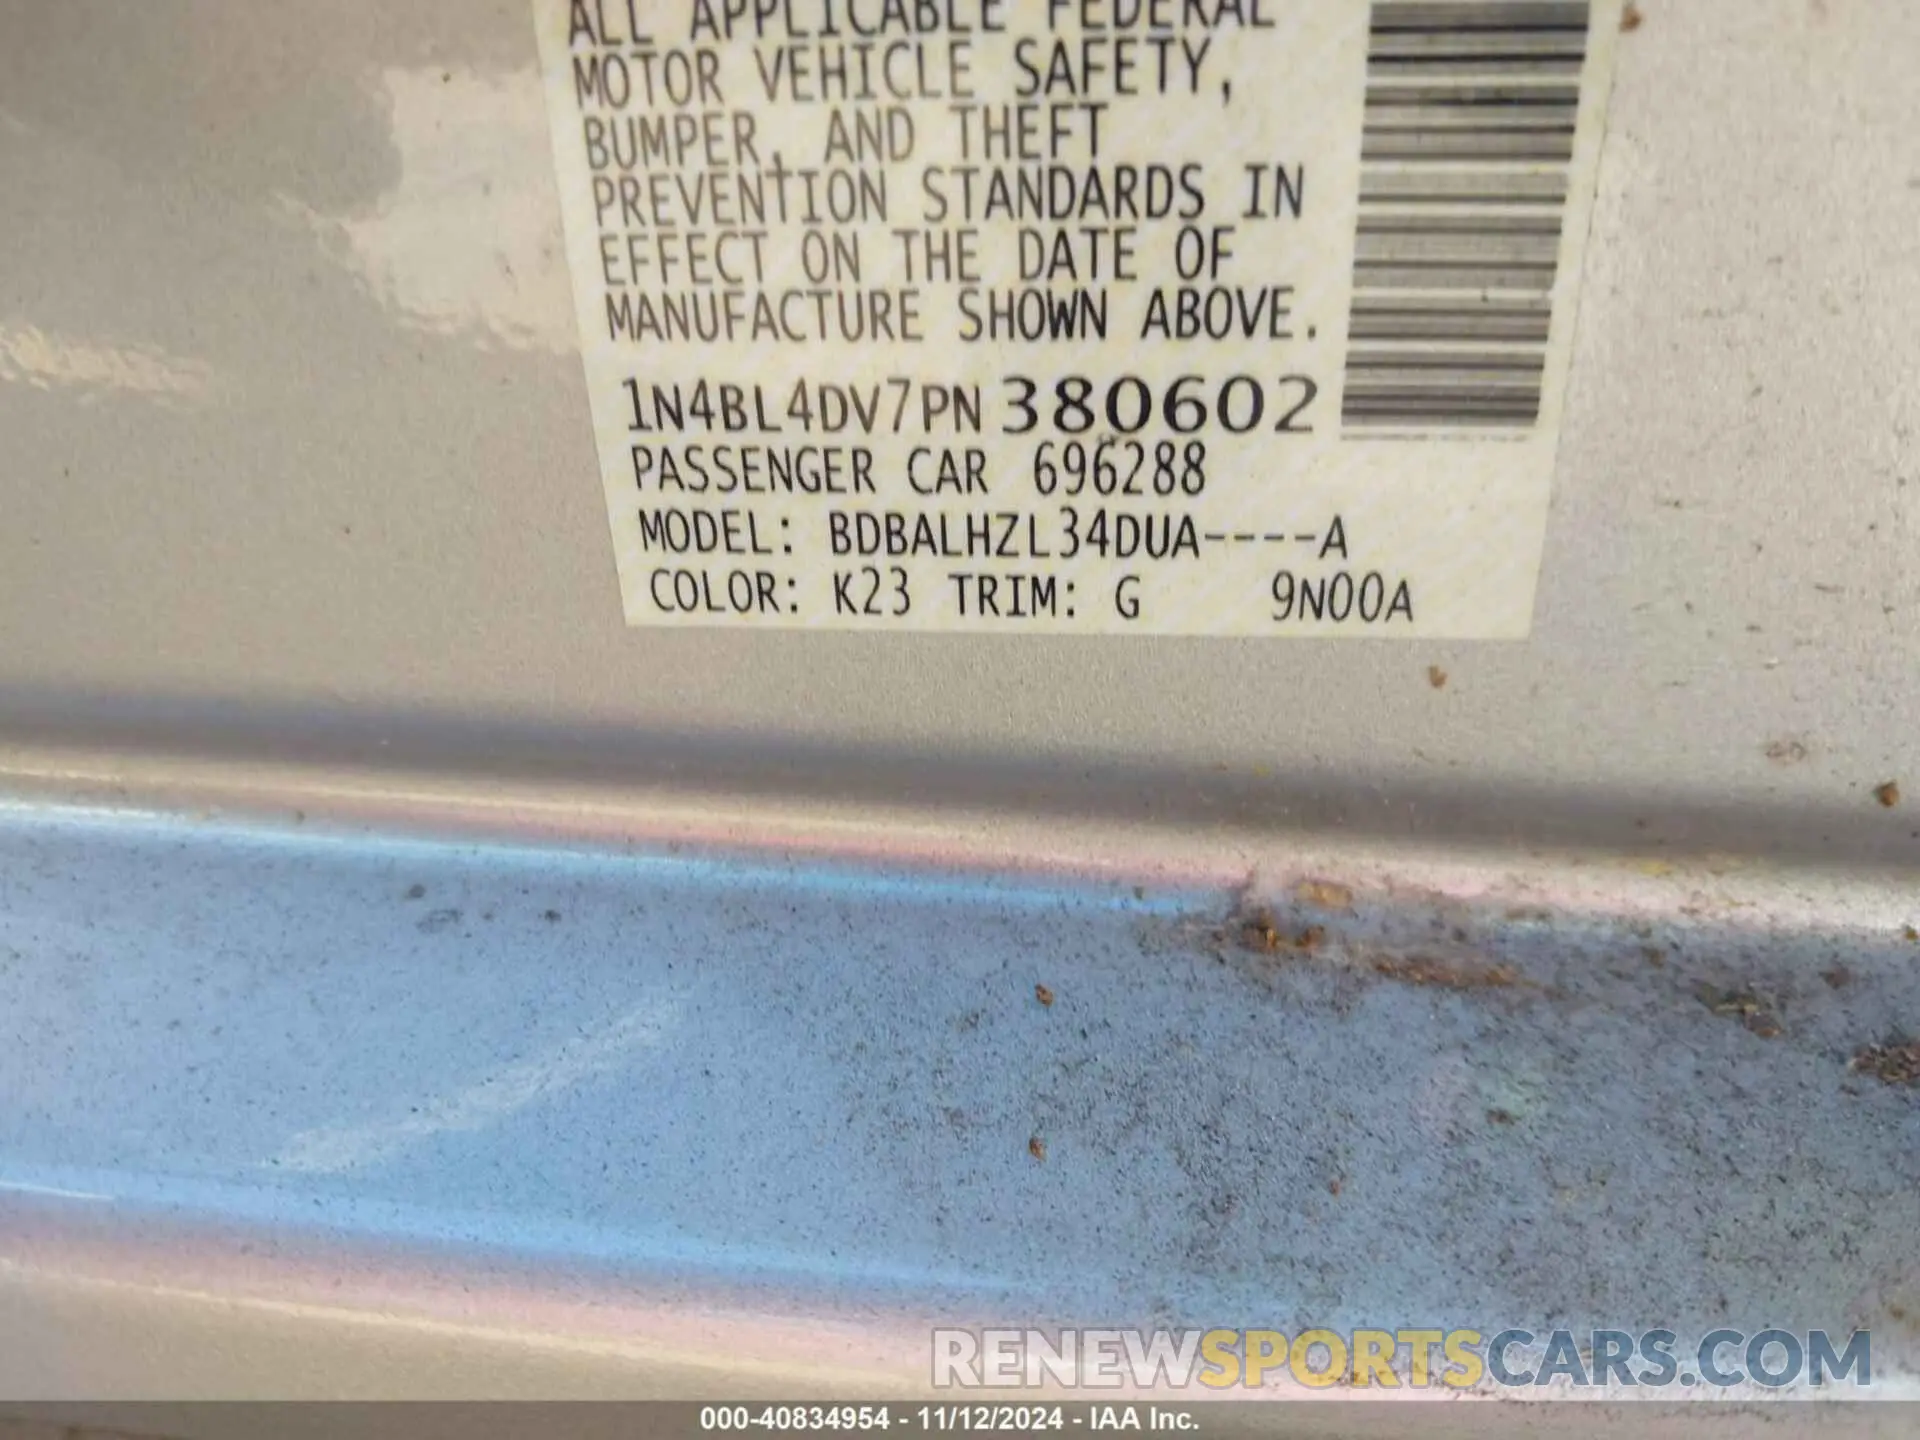 ALL APPLICABLE FEDERAL
MOTOR VEHICLE SAFETY,
BUMPER, AND THEFT
PREVENTION STANDARDS IN
EFFECT ON THE DATE OF
MANUFACTURE SHOWN ABOVE.
1N4BL4DV7PN380602
PASSENGER CAR 696288
MODEL: BDBALHZL34DUA----A
COLOR: K23 TRIM: G 9N00A
RENEWSPORTSCARS.COM
000-40834954 - 11/12/2024 - IAA Inc.